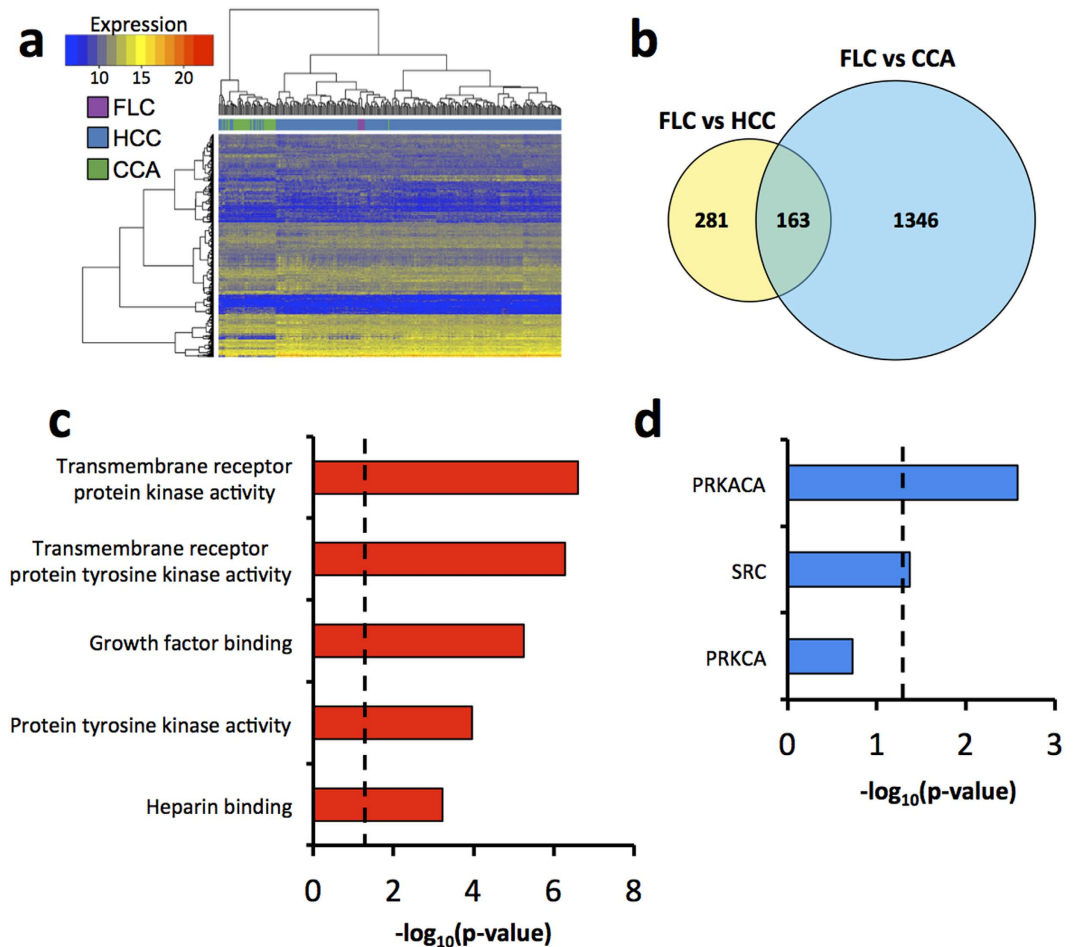 a
Expression
10 15 20
FLC
HCC
CCA
b
FLC vs CCA
FLC vs HCC
281 163 1346
c
Transmembrane receptor
protein kinase activity
Transmembrane receptor
protein tyrosine kinase activity
Growth factor binding
Protein tyrosine kinase activity
Heparin binding
0 2 4 6 8
-log10(p-value)
d
PRKACA
SRC
PRKCA
0 1 2 3
-log10(p-value)